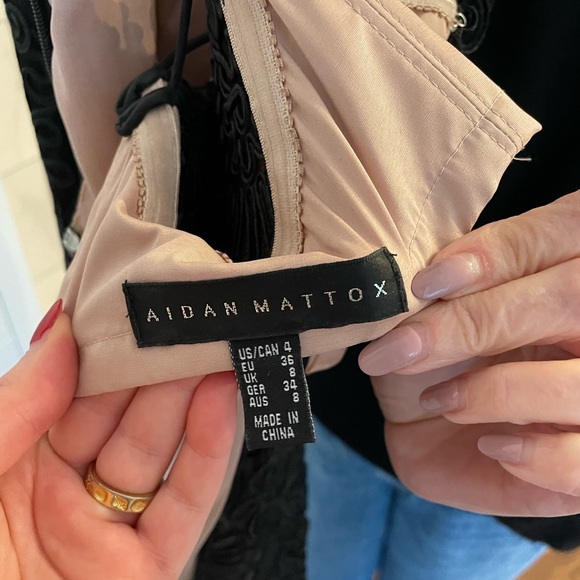 AIDAN MATTOX
US/CAN 4
EU 36
UK 8
GER 34
AUS 8
MADE IN
CHINA